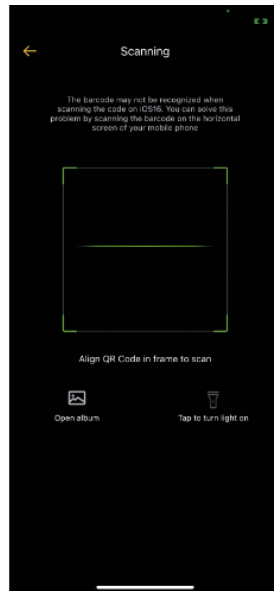 Scanning
The barcode may not be recognized when
scanning the code on iOS16. You can solve this
problem by scanning the barcode on the horizontal
screen of your mobile phone
Align QR Code in frame to scan
Open album
Tap to turn light on